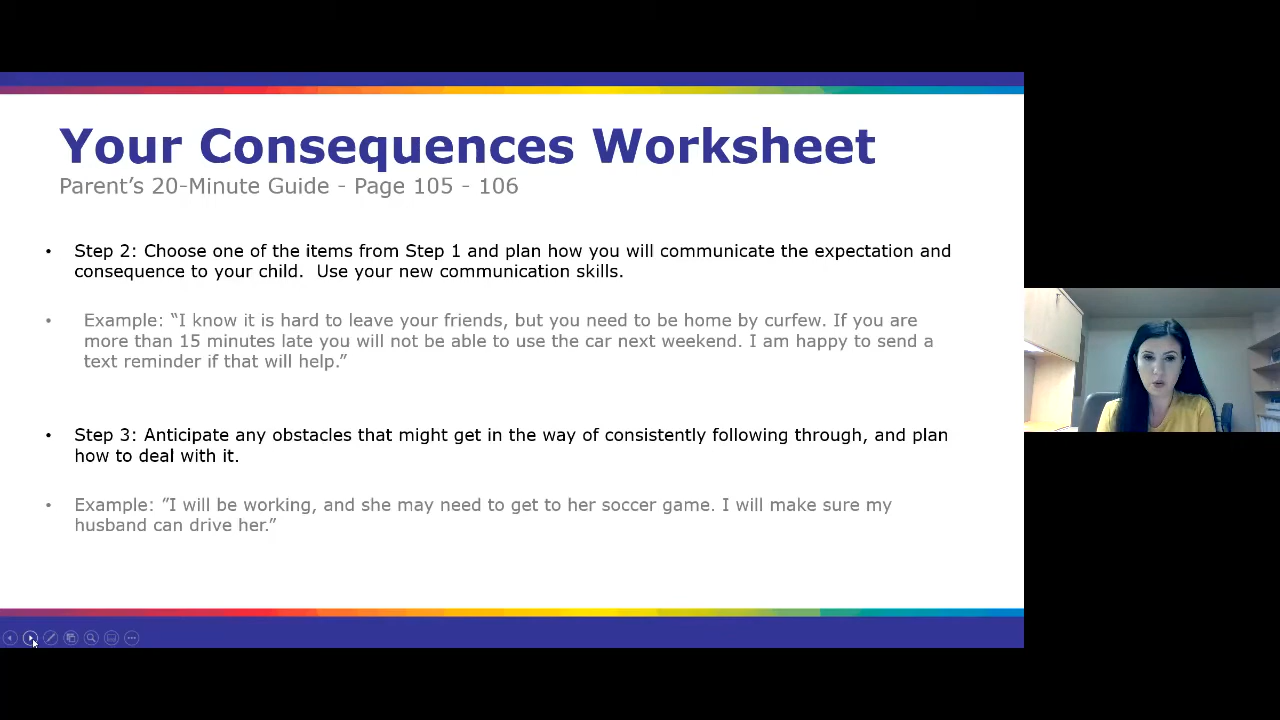 Your Consequences Worksheet
Parent’s 20-Minute Guide - Page 105 - 106
• Step 2: Choose one of the items from Step 1 and plan how you will communicate the expectation and
consequence to your child.  Use your new communication skills.
• Example: “I know it is hard to leave your friends, but you need to be home by curfew. If you are
more than 15 minutes late you will not be able to use the car next weekend. I am happy to send a
text reminder if that will help.”
• Step 3: Anticipate any obstacles that might get in the way of consistently following through, and plan
how to deal with it.
• Example: ”I will be working, and she may need to get to her soccer game. I will make sure my
husband can drive her.”